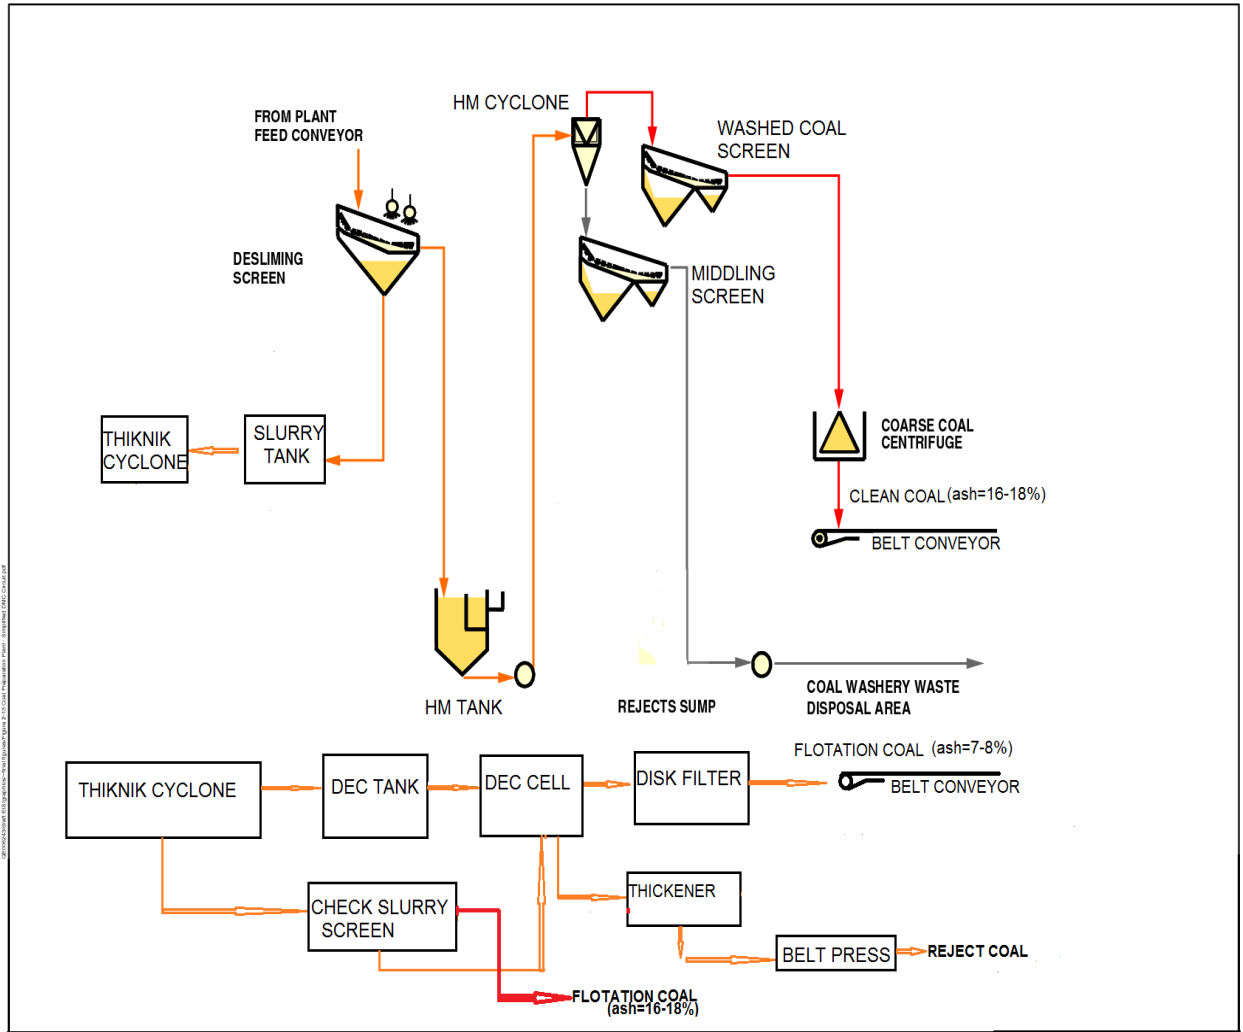 FROM PLANT
FEED CONVEYOR
HM CYCLONE
WASHED COAL
SCREEN
DESLIMING
SCREEN
MIDDLING
SCREEN
THIKNIK
CYCLONE
SLURRY
TANK
COARSE COAL
CENTRIFUGE
CLEAN COAL (ash=16-18%)
BELT CONVEYOR
HM TANK
REJECTS SUMP
COAL WASHERY WASTE
DISPOSAL AREA
FLOTATION COAL (ash=7-8%)
THIKNIK CYCLONE
DEC TANK
DEC CELL
DISK FILTER
BELT CONVEYOR
CHECK SLURRY
SCREEN
THICKENER
BELT PRESS
REJECT COAL
FLOTATION COAL
(ash=16-18%)